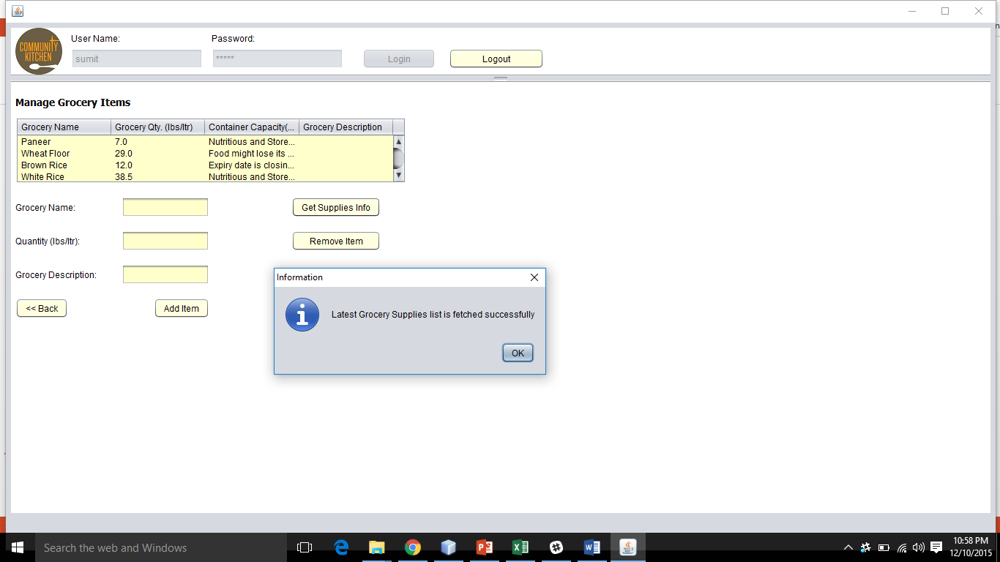 COMMUNITY
KITCHEN
User Name:
Password:
sumit
*****
Login
Logout
Manage Grocery Items
Grocery Name Grocery Qty. (lbs/ltr) Container Capacity(... Grocery Description
Paneer 7.0 Nutritious and Store...
Wheat Floor 29.0 Food might lose its ...
Brown Rice 12.0 Expiry date is closin...
White Rice 38.5 Nutritious and Store...
Grocery Name:
Get Supplies Info
Quantity (lbs/ltr):
Remove Item
Grocery Description:
<< Back
Add Item
Information
Latest Grocery Supplies list is fetched successfully
OK
Search the web and Windows
10:58 PM
12/10/2015